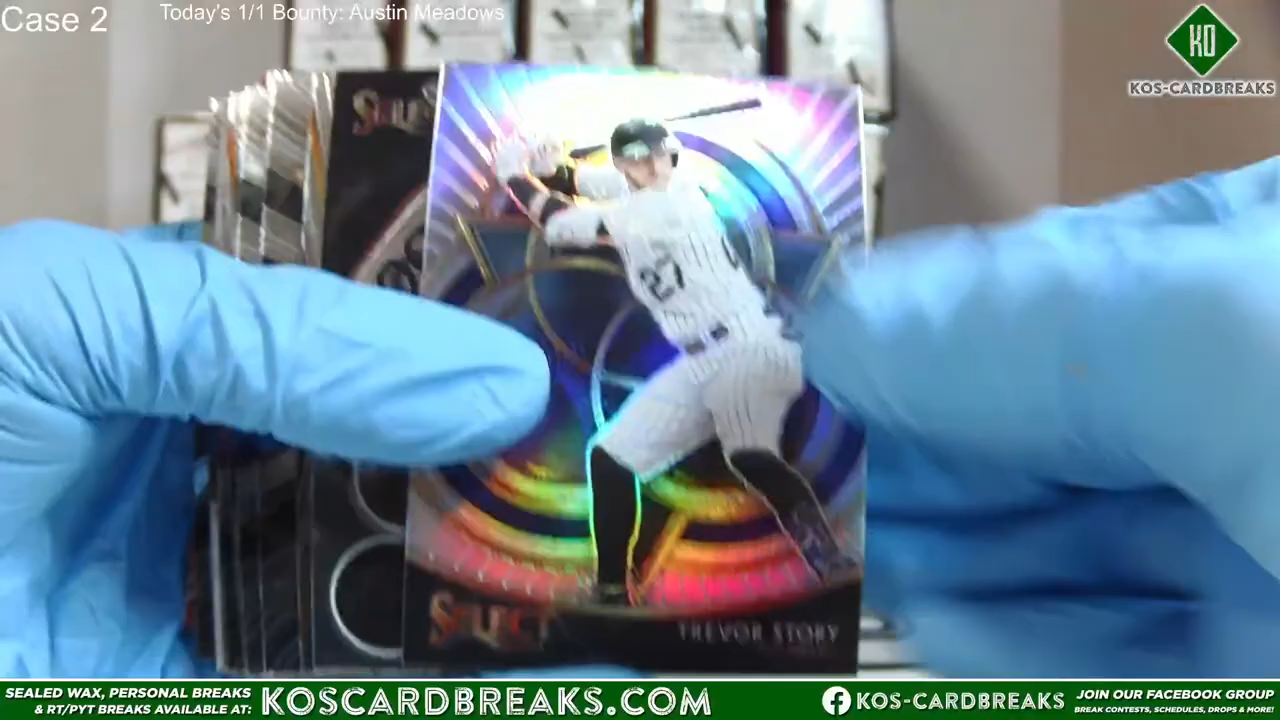 Case 2
Today's 1/1 Bounty: Austin Meadows
KO
KOS-CARDBREAKS
SELECT
27
SELECT
TREVOR STORY
SEALED WAX, PERSONAL BREAKS
& RT/PYT BREAKS AVAILABLE AT:
KOSCARDBREAKS.COM
KOS-CARDBREAKS
JOIN OUR FACEBOOK GROUP
BREAK CONTESTS, SCHEDULES, DROPS & MORE!